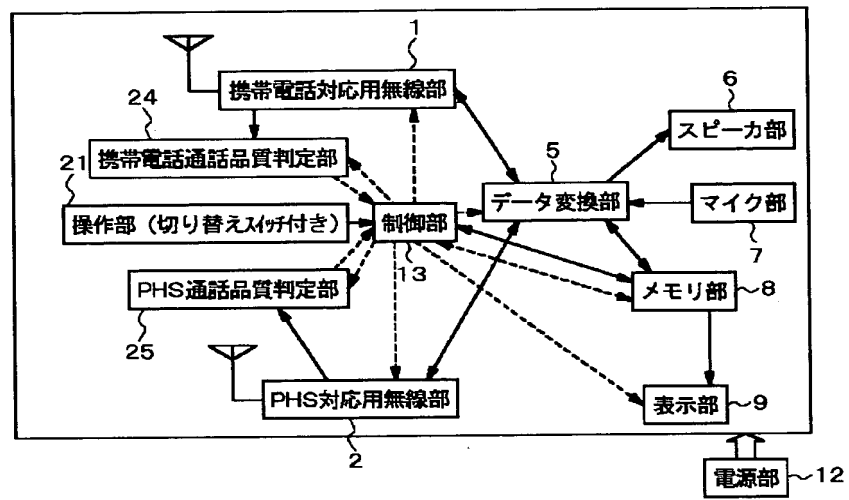 1
携帯電話対応用無線部
24
携帯電話通話品質判定部
6
スピーカ部
21
操作部（切り替えスイッチ付き）
5
データ変換部
マイク部
7
制御部
13
PHS通話品質判定部
25
メモリ部
8
PHS対応用無線部
2
表示部
9
電源部
12